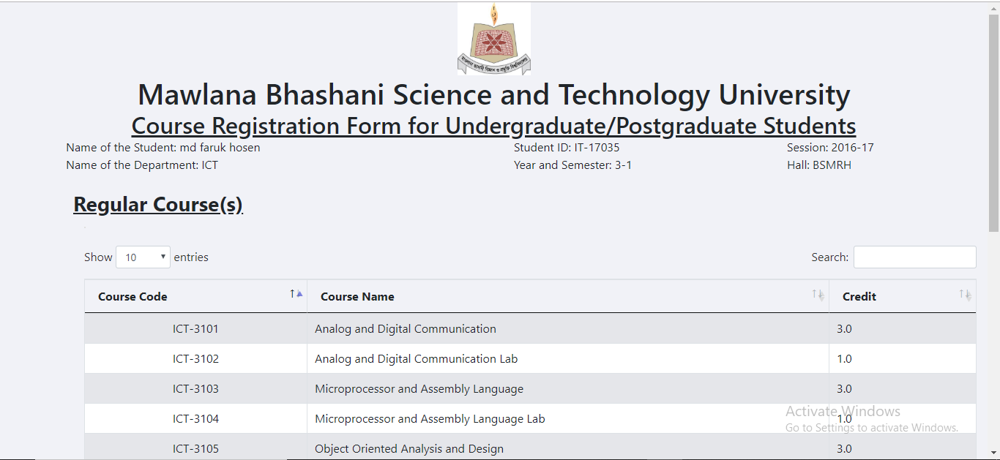 Mawlana Bhashani Science and Technology University
Course Registration Form for Undergraduate/Postgraduate Students
Name of the Student: md faruk hosen Student ID: IT-17035 Session: 2016-17
Name of the Department: ICT Year and Semester: 3-1 Hall: BSMRH
Regular Course(s)
Show 10 entries Search:
Course Code Course Name Credit
ICT-3101 Analog and Digital Communication 3.0
ICT-3102 Analog and Digital Communication Lab 1.0
ICT-3103 Microprocessor and Assembly Language 3.0
ICT-3104 Microprocessor and Assembly Language Lab 1.0
Activate Windows
Go to Settings to activate Windows.
ICT-3105 Object Oriented Analysis and Design 3.0